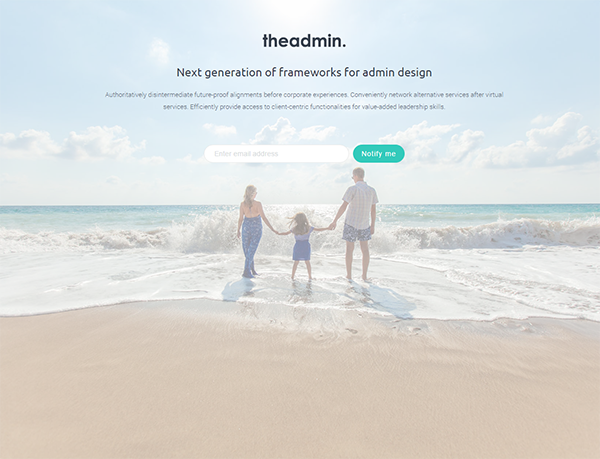 theadmin.
Next generation of frameworks for admin design
Authoritatively disintermediate future-proof alignments before corporate experiences. Conveniently network alternative services after virtual
services. Efficiently provide access to client-centric functionalities for value-added leadership skills.
Enter email address
Notify me